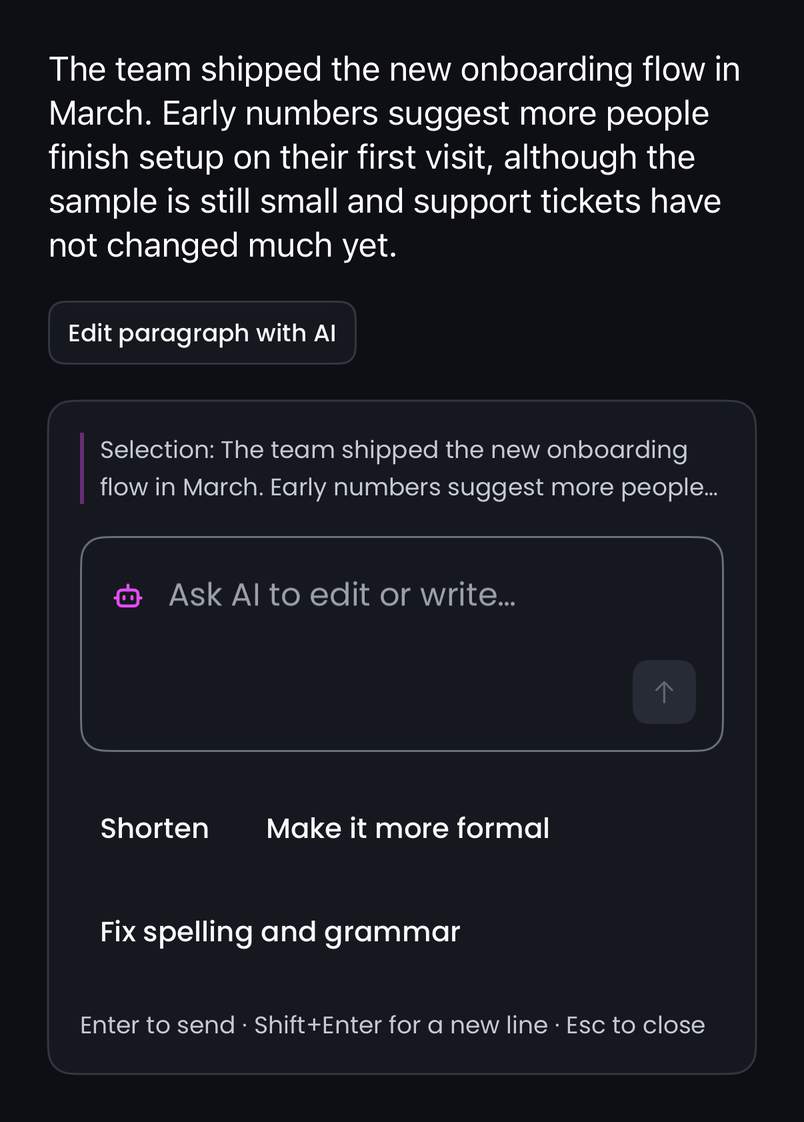 The team shipped the new onboarding flow in
March. Early numbers suggest more people
finish setup on their first visit, although the
sample is still small and support tickets have
not changed much yet.
Edit paragraph with AI
Selection: The team shipped the new onboarding
flow in March. Early numbers suggest more people…
Ask AI to edit or write…
Shorten
Make it more formal
Fix spelling and grammar
Enter to send · Shift+Enter for a new line · Esc to close